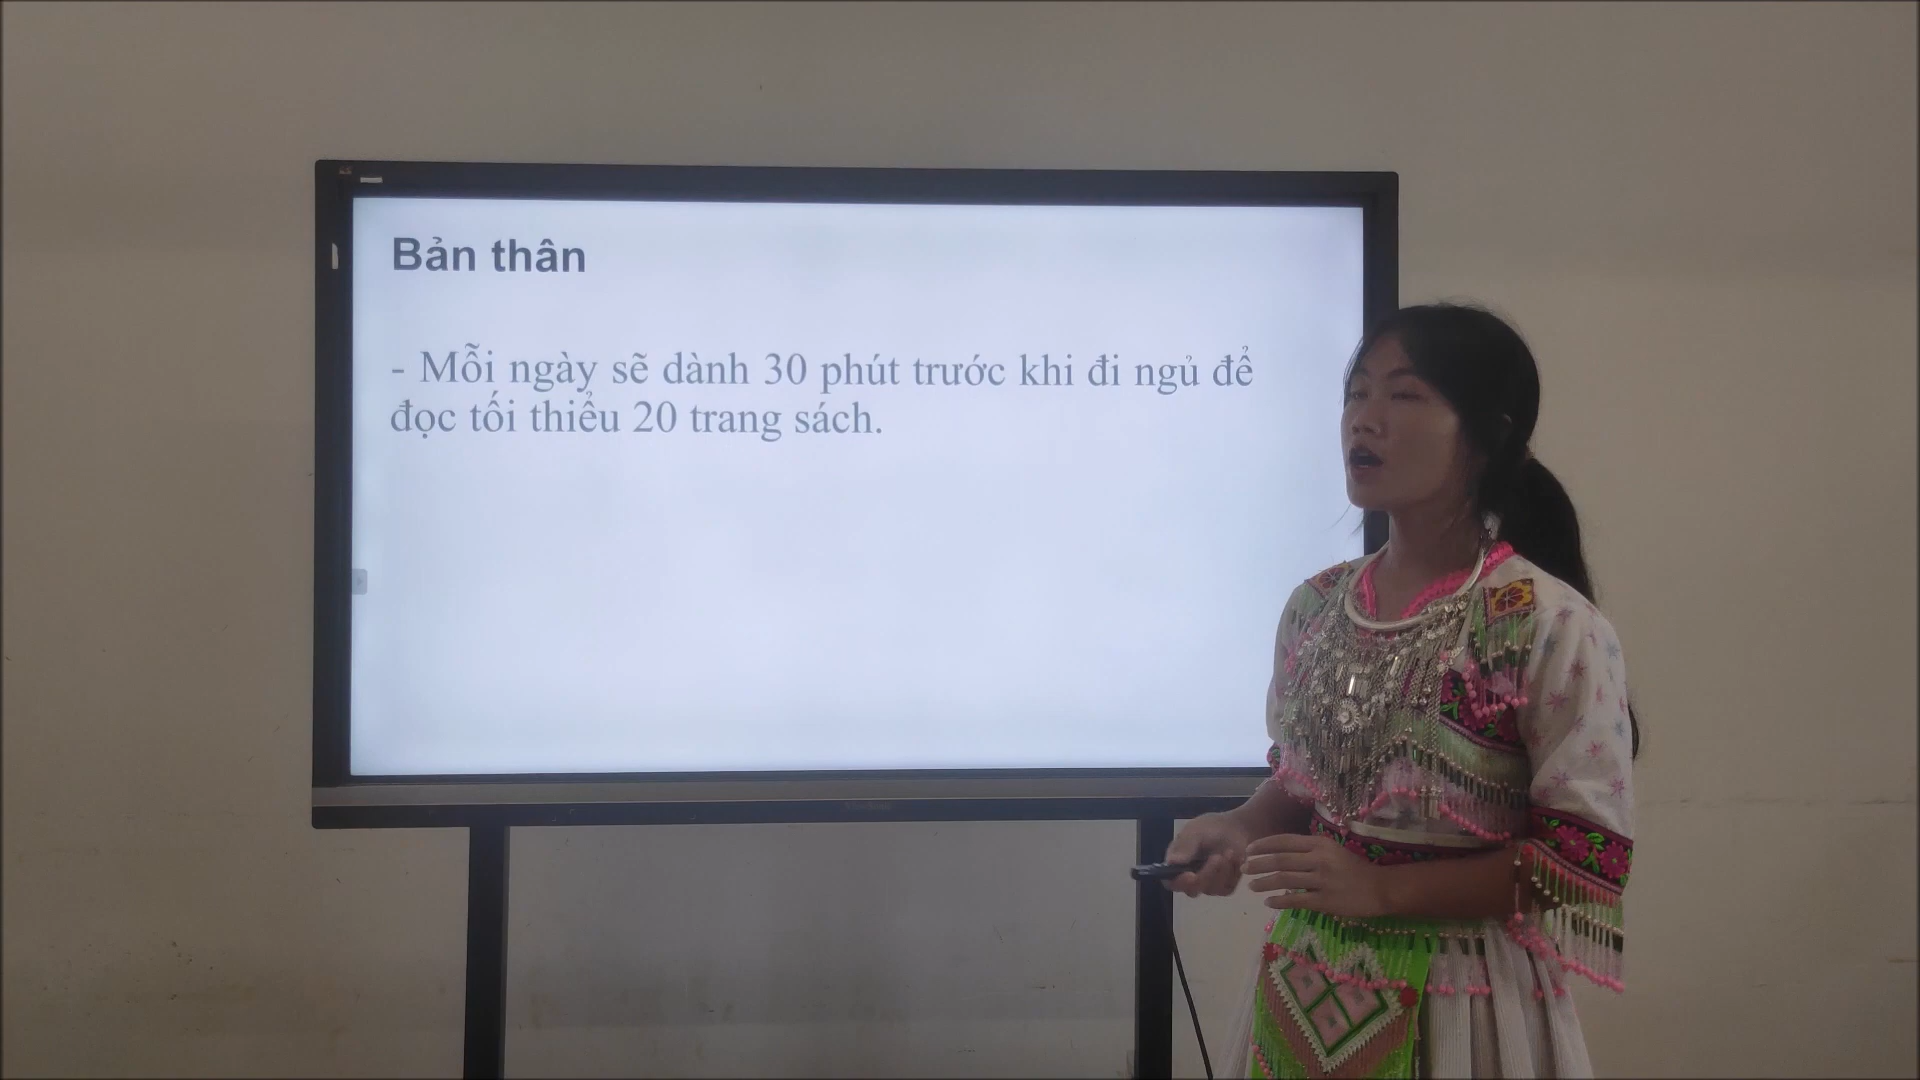 Bản thân
- Mỗi ngày sẽ dành 30 phút trước khi đi ngủ để
đọc tối thiểu 20 trang sách.